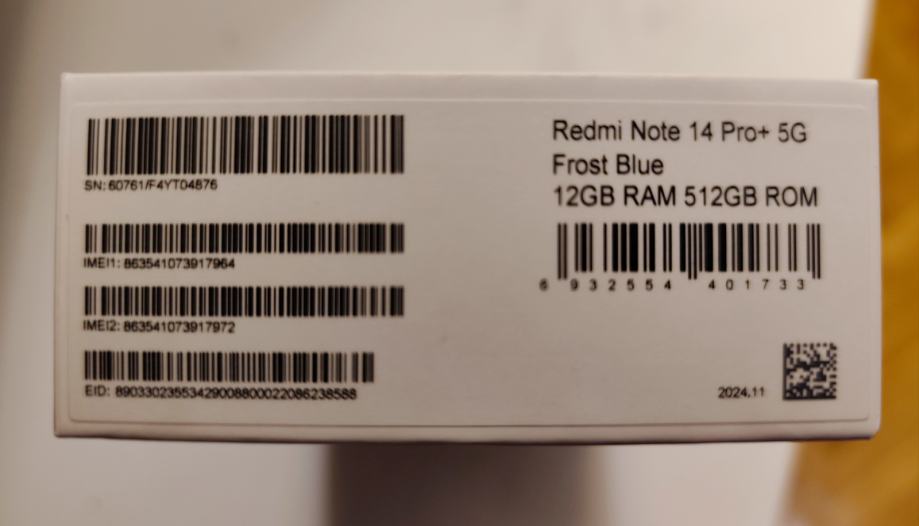 SN: 60761/F4YT04876
IMEI1: 863541073917964
IMEI2: 863541073917972
EID: 89033023553429008800022086238588
Redmi Note 14 Pro+ 5G
Frost Blue
12GB RAM 512GB ROM
6 932554 401733
2024.11